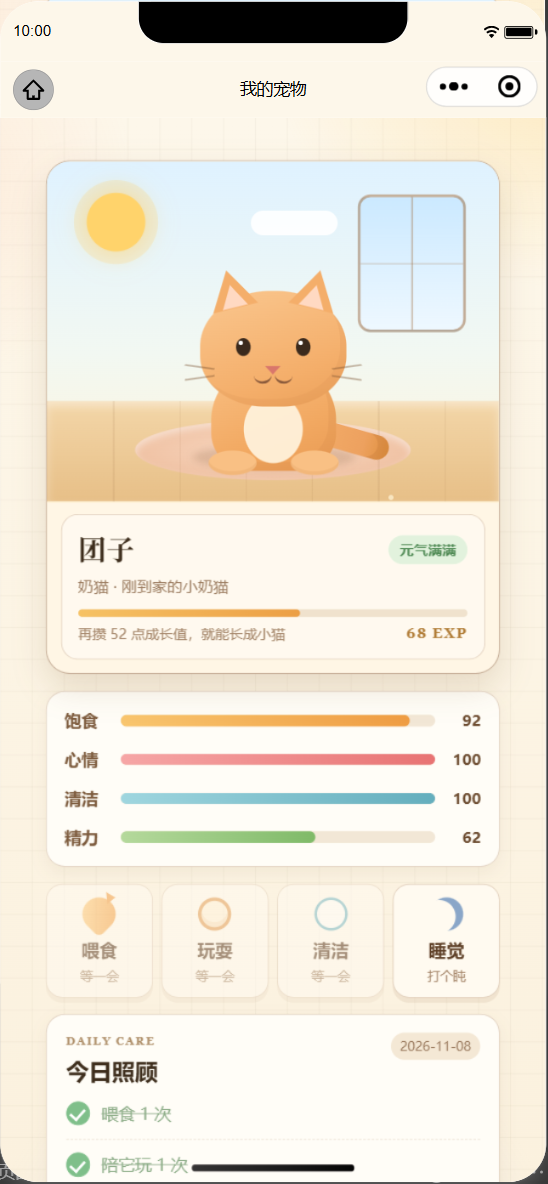 10:00
我的宠物
团子
元气满满
奶猫 · 刚到家的小奶猫
再攒 52 点成长值，就能长成小猫
68 EXP
饱食 92
心情 100
清洁 100
精力 62
喂食 玩耍 清洁 睡觉
等一会 等一会 等一会 打个盹
DAILY CARE
2026-11-08
今日照顾
喂食 1 次
陪它玩 1 次
页